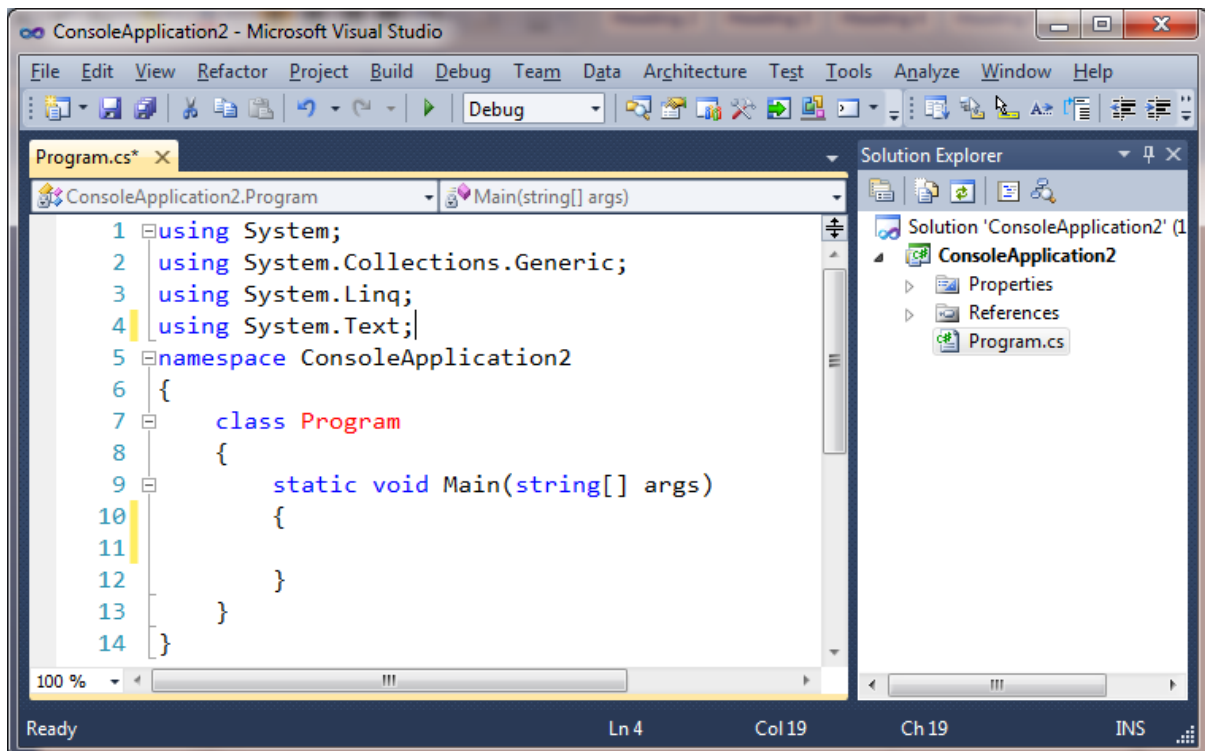 ConsoleApplication2 - Microsoft Visual Studio
File Edit View Refactor Project Build Debug Team Data Architecture Test Tools Analyze Window Help
Debug
Program.cs*
ConsoleApplication2.Program
Main(string[] args)
1 using System;
2 using System.Collections.Generic;
3 using System.Linq;
4 using System.Text;
5 namespace ConsoleApplication2
6 {
7 class Program
8 {
9 static void Main(string[] args)
10 {
11
12 }
13 }
14 }
100 %
Solution Explorer
Solution 'ConsoleApplication2' (1
ConsoleApplication2
Properties
References
Program.cs
Ready Ln 4 Col 19 Ch 19 INS